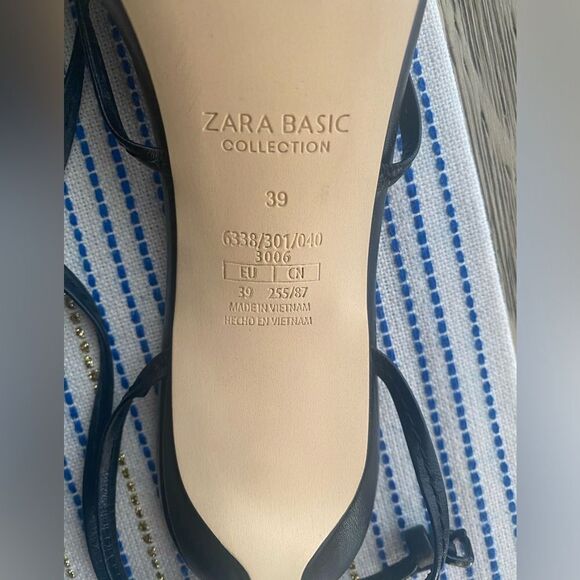 ZARA BASIC
COLLECTION
39
6338/301/040
3006
EU CN
39 255/87
MADE IN VIETNAM
HECHO EN VIETNAM